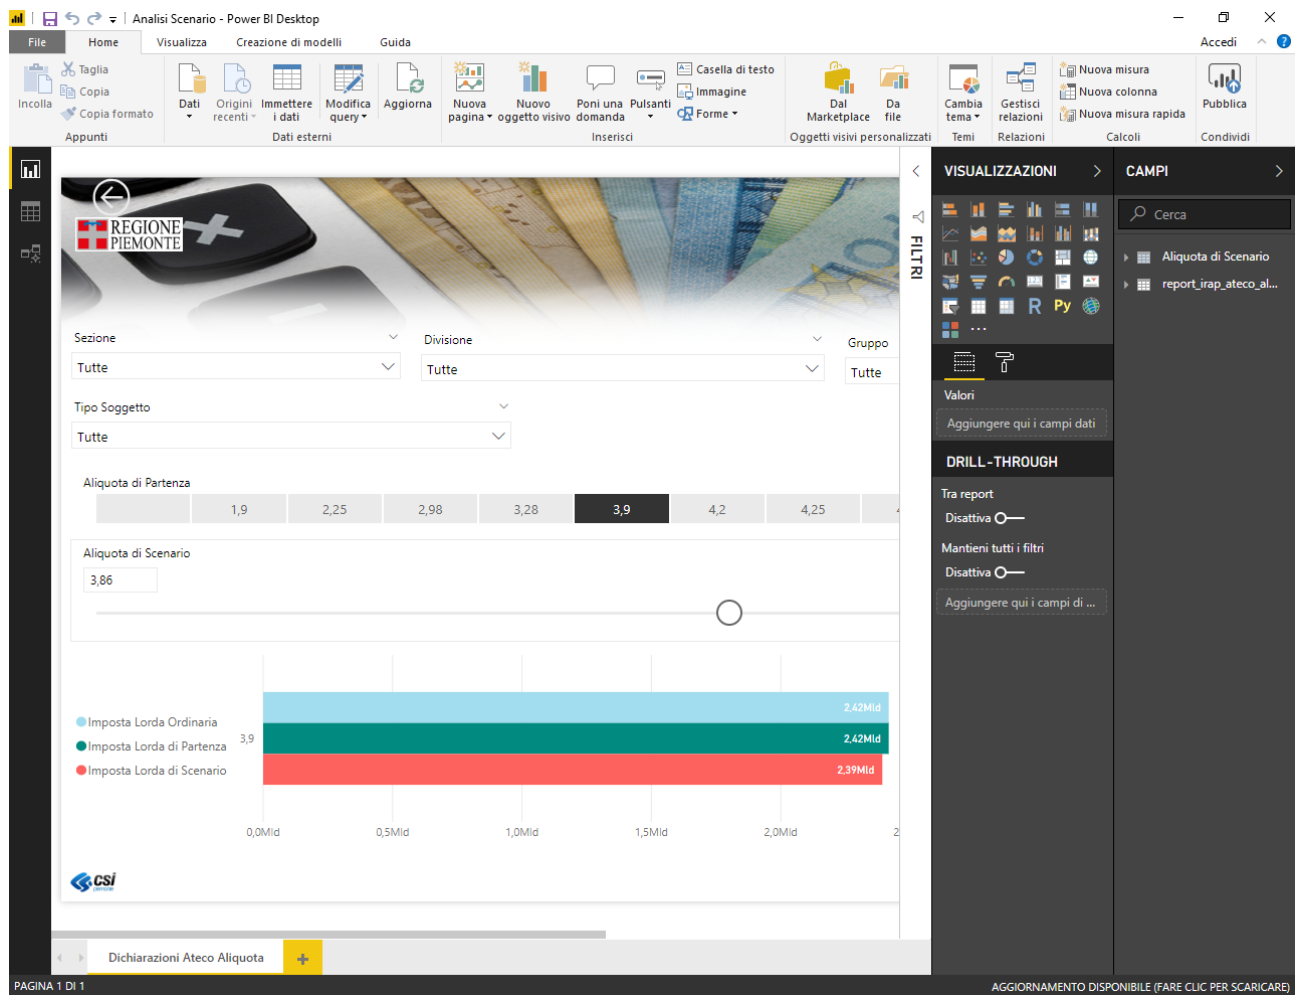 Analisi Scenario - Power BI Desktop
File Home Visualizza Creazione di modelli Guida Accedi
Incolla
Taglia
Copia
Copia formato
Appunti
Dati
Origini recenti
Immettere i dati
Modifica query
Aggiorna
Dati esterni
Nuova pagina
Nuovo oggetto visivo
Poni una domanda
Pulsanti
Casella di testo
Immagine
Forme
Inserisci
Dal Marketplace
Da file
Oggetti visivi personalizzati
Cambia tema
Temi
Gestisci relazioni
Relazioni
Nuova misura
Nuova colonna
Nuova misura rapida
Calcoli
Pubblica
Condividi
REGIONE
PIEMONTE
Sezione
Tutte
Divisione
Tutte
Gruppo
Tutte
Tipo Soggetto
Tutte
Aliquota di Partenza
1,9 2,25 2,98 3,28 3,9 4,2 4,25
Aliquota di Scenario
3,86
Imposta Lorda Ordinaria
Imposta Lorda di Partenza
Imposta Lorda di Scenario
3,9
2,42Mld
2,42Mld
2,39Mld
0,0Mld 0,5Mld 1,0Mld 1,5Mld 2,0Mld
csi
Dichiarazioni Ateco Aliquota
PAGINA 1 DI 1
FILTRI
VISUALIZZAZIONI
R Py
Valori
Aggiungere qui i campi dati
DRILL-THROUGH
Tra report
Disattiva
Mantieni tutti i filtri
Disattiva
Aggiungere qui i campi di ...
CAMPI
Cerca
Aliquota di Scenario
report_irap_ateco_al...
AGGIORNAMENTO DISPONIBILE (FARE CLIC PER SCARICARE)